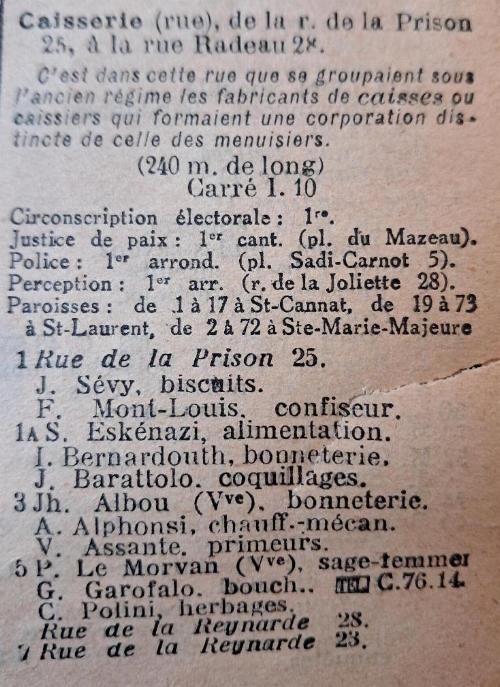 Caisserie (rue), de la r. de la Prison
25, à la rue Radeau 28.
C'est dans cette rue que se groupaient sous
l'ancien régime les fabricants de caisses ou
caissiers qui formaient une corporation dis-
tincte de celle des menuisiers.
(240 m. de long)
Carré I. 10
Circonscription électorale : 1re.
Justice de paix : 1er cant. (pl. du Mazeau).
Police : 1er arrond. (pl. Sadi-Carnot 5).
Perception : 1er arr. (r. de la Joliette 28).
Paroisses : de 1 à 17 à St-Cannat, de 19 à 73
à St-Laurent, de 2 à 72 à Ste-Marie-Majeure
1 Rue de la Prison 25.
J. Sévy, biscuits.
F. Mont-Louis, confiseur.
1A S. Eskénazi, alimentation.
I. Bernardouth, bonneterie.
J. Barattolo, coquillages.
3 Jh. Albou (Vve), bonneterie.
A. Alphonsi, chauff.-mécan.
V. Assante, primeurs.
5 P. Le Morvan (Vve), sage-femme
G. Garofalo, bouch.. TEL C.76.14.
C. Polini, herbages.
Rue de la Reynarde 28.
7 Rue de la Reynarde 23.